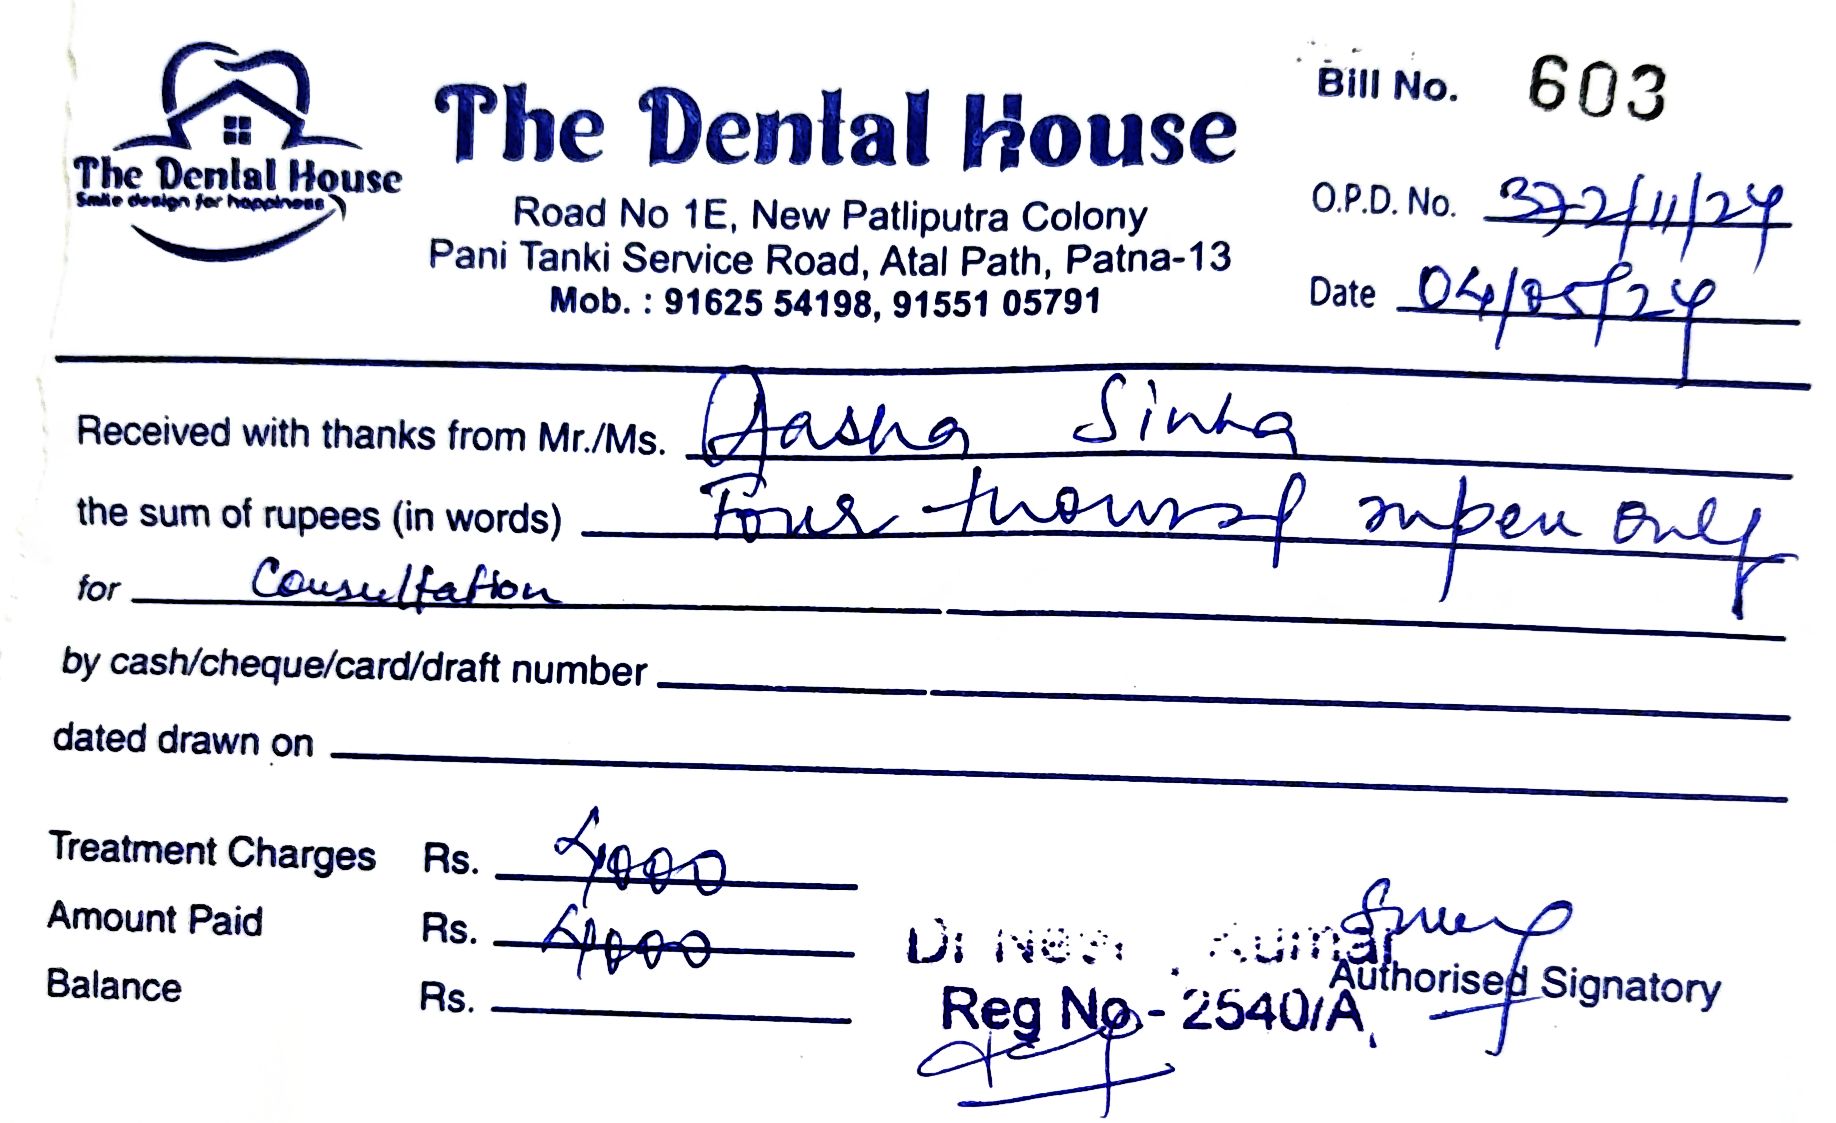 The Dental House
Smile design for happiness
The Dental House
Road No 1E, New Patliputra Colony
Pani Tanki Service Road, Atal Path, Patna-13
Mob. : 91625 54198, 91551 05791
Bill No. 603
O.P.D. No. 372/11/24
Date 04/05/24
Received with thanks from Mr./Ms. Aasha Sinha
the sum of rupees (in words) Four thousand rupees only
for Consultation
by cash/cheque/card/draft number
dated drawn on
Treatment Charges Rs. 4000
Amount Paid Rs. 4000
Balance Rs.
Dr Kumar
Authorised Signatory
Reg No - 2540/A